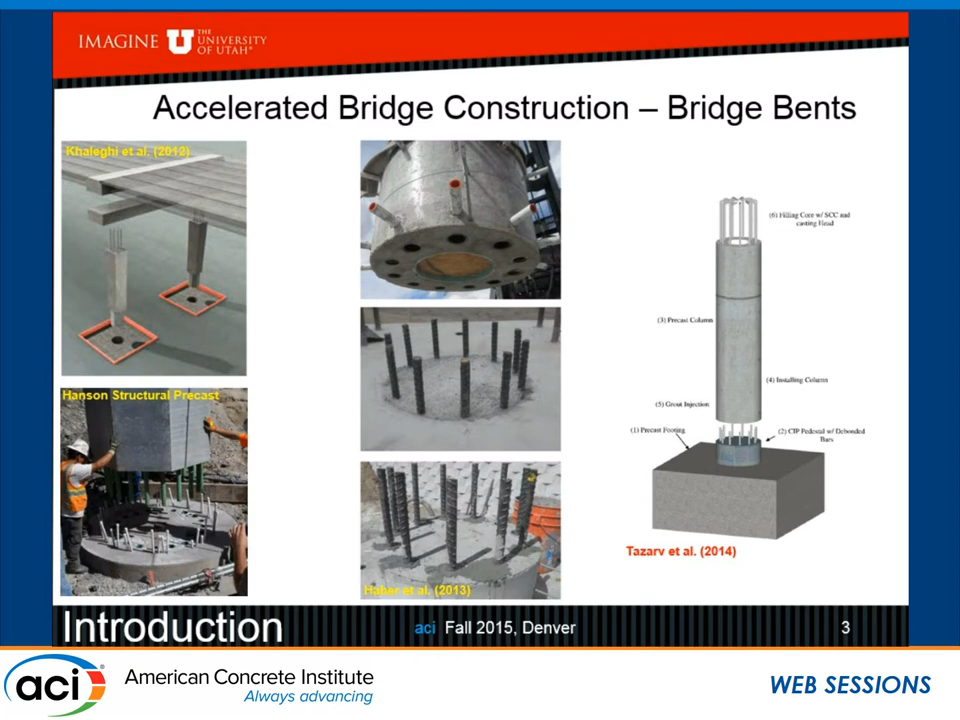 IMAGINE
THE
UNIVERSITY
OF UTAH®
Accelerated Bridge Construction – Bridge Bents
Khaleghi et al. (2012)
Hanson Structural Precast
Haber et al. (2013)
(6) Filling Core w/ SCC and
casting Head
(3) Precast Column
(4) Installing Column
(5) Grout Injection
(1) Precast Footing
(2) CIP Pedestal w/ Debonded
Bars
Tazarv et al. (2014)
Introduction
aci Fall 2015, Denver
3
aci
American Concrete Institute
Always advancing
WEB SESSIONS